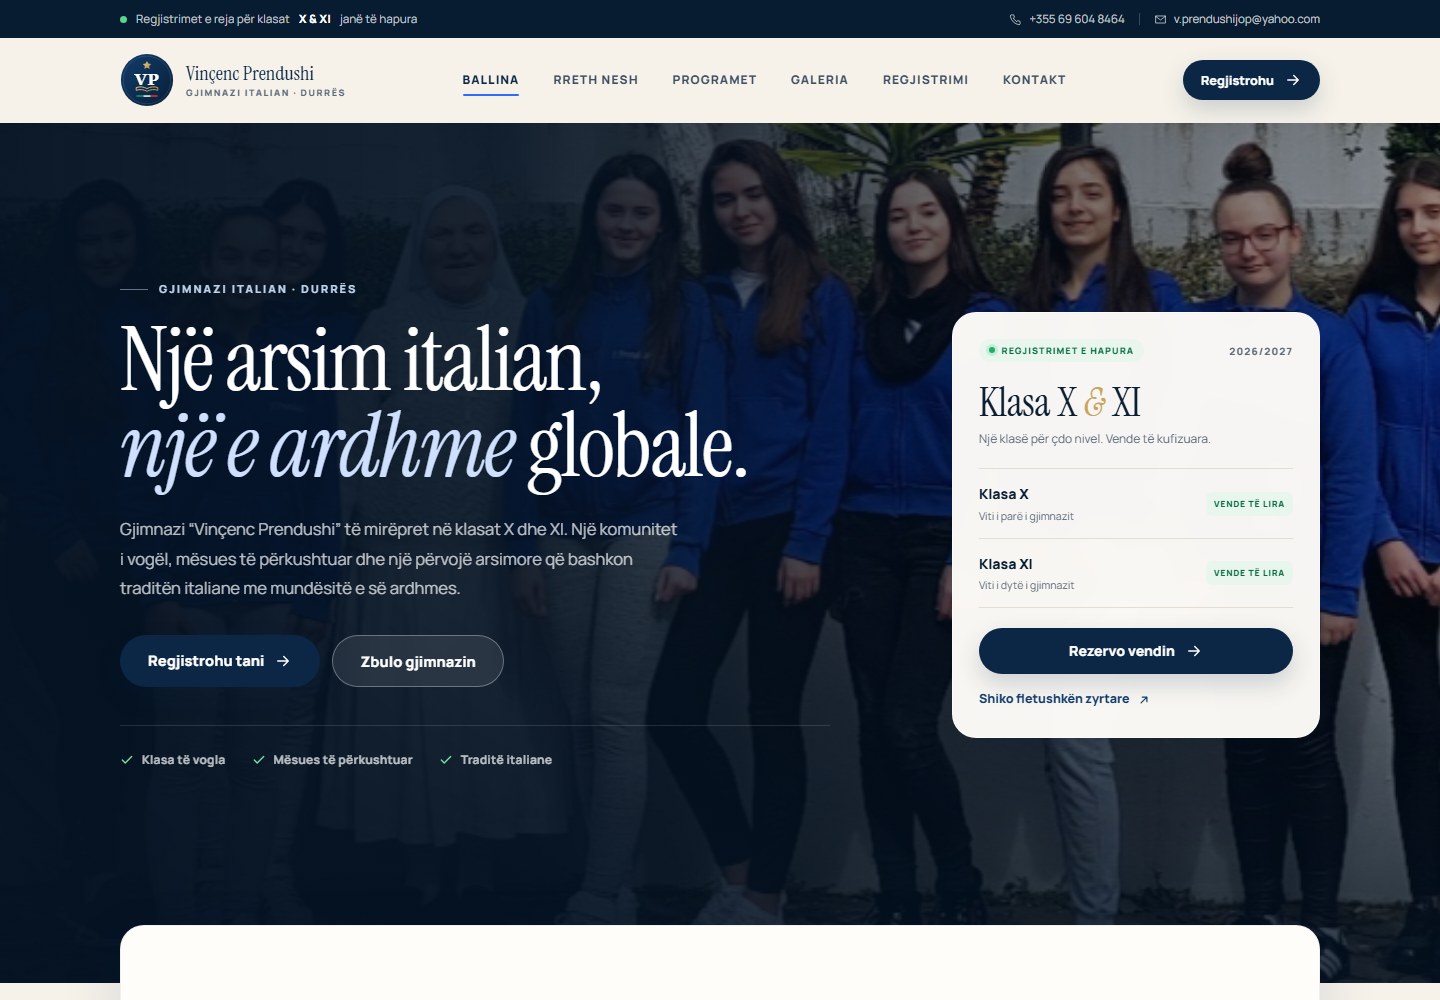 Regjistrimet e reja për klasat X & XI janë të hapura
+355 69 604 8464
v.prendushijop@yahoo.com
VP
Vinçenc Prendushi
GJIMNAZI ITALIAN · DURRËS
BALLINA
RRETH NESH
PROGRAMET
GALERIA
REGJISTRIMI
KONTAKT
Regjistrohu
GJIMNAZI ITALIAN · DURRËS
Një arsim italian,
një e ardhme globale.
Gjimnazi “Vinçenc Prendushi” të mirëpret në klasat X dhe XI. Një komunitet
i vogël, mësues të përkushtuar dhe një përvojë arsimore që bashkon
traditën italiane me mundësitë e së ardhmes.
Regjistrohu tani
Zbulo gjimnazin
Klasa të vogla
Mësues të përkushtuar
Traditë italiane
REGJISTRIMET E HAPURA
2026/2027
Klasa X & XI
Një klasë për çdo nivel. Vende të kufizuara.
Klasa X
Viti i parë i gjimnazit
VENDE TË LIRA
Klasa XI
Viti i dytë i gjimnazit
VENDE TË LIRA
Rezervo vendin
Shiko fletushkën zyrtare